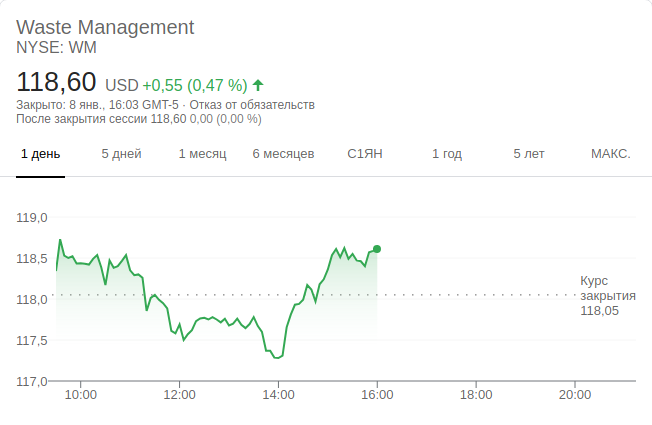 Waste Management
NYSE: WM
118,60 USD +0,55 (0,47 %)
Закрыто: 8 янв., 16:03 GMT-5 · Отказ от обязательств
После закрытия сессии 118,60 0,00 (0,00 %)
1 день 5 дней 1 месяц 6 месяцев С1ЯН 1 год 5 лет МАКС.
119,0
118,5
118,0
117,5
117,0
Курс
закрытия
118,05
10:00 12:00 14:00 16:00 18:00 20:00